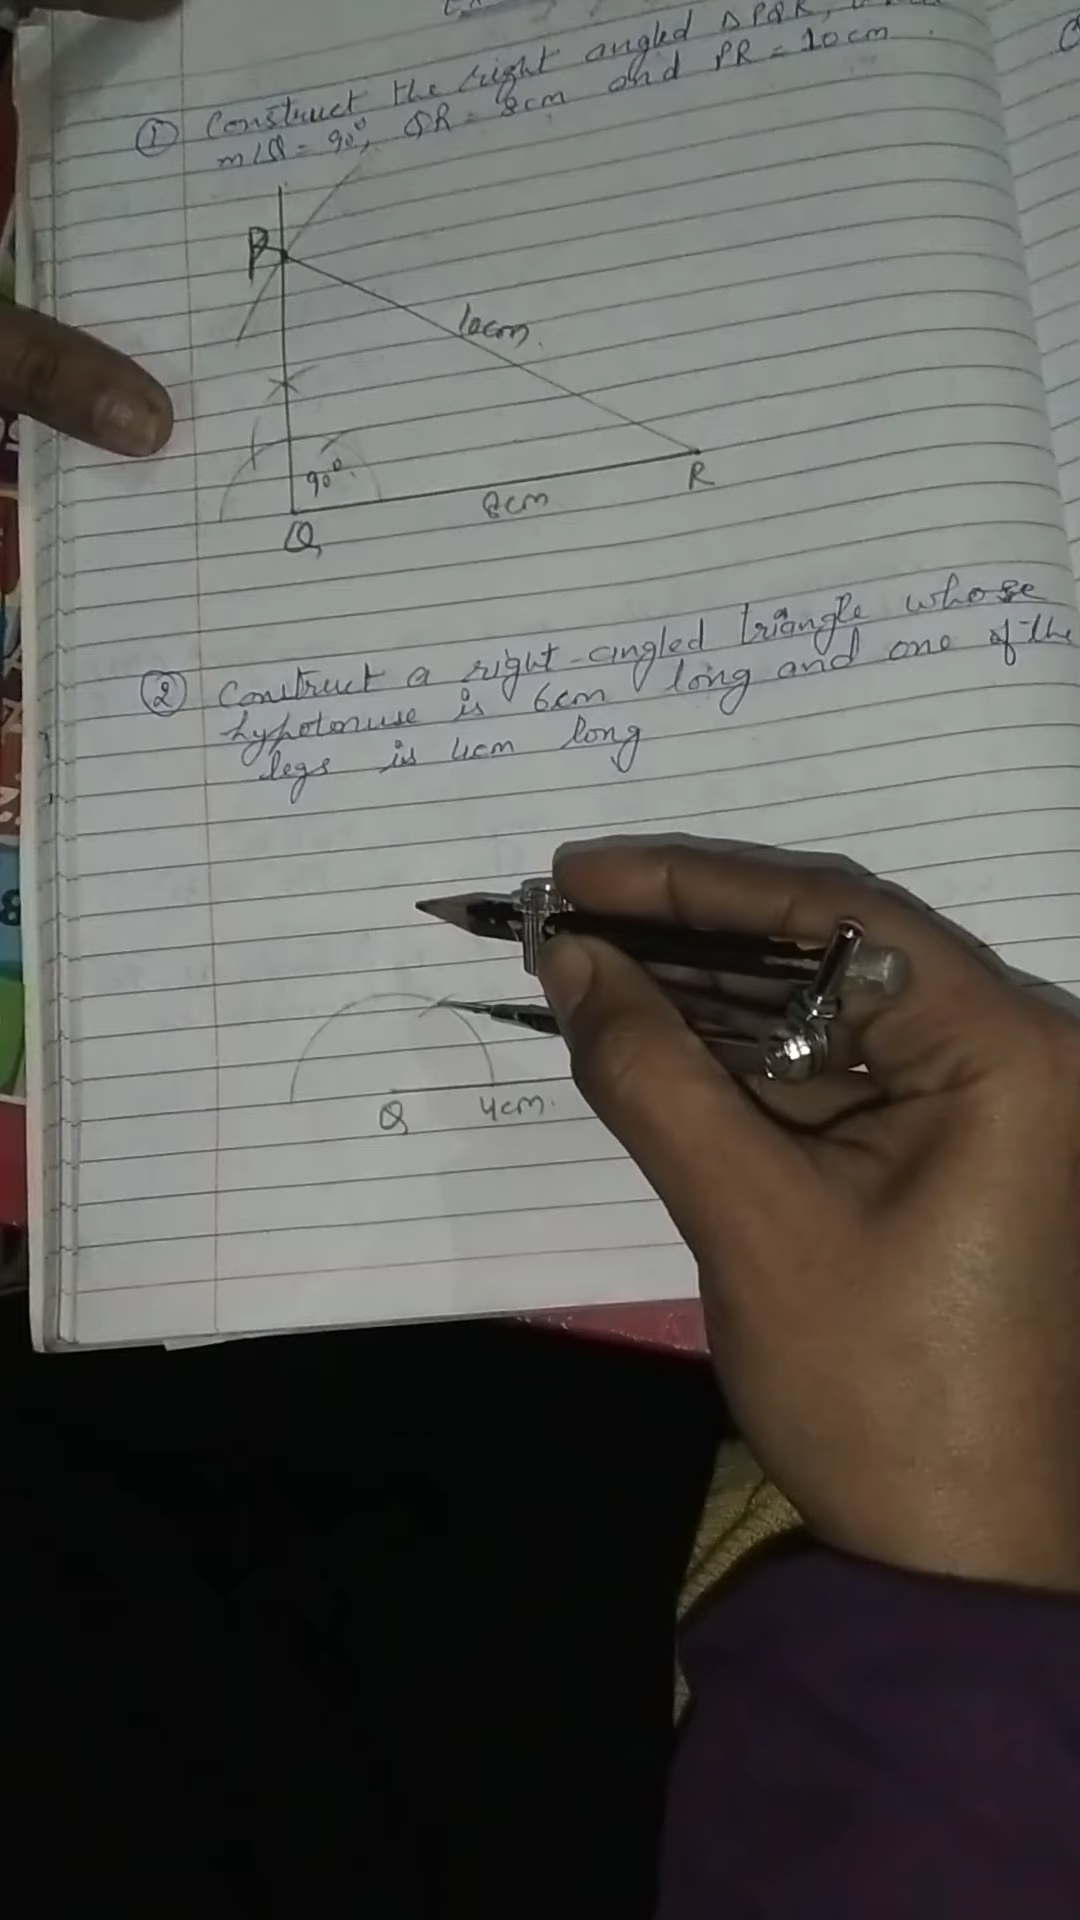 ① Construct the right angled △PQR,
m∠Q = 90°, QR = 8cm and PR = 10cm.
P
10cm.
90°.
R
8cm
Q
② Construct a right-angled triangle whose
hypotenuse is 6cm long and one of the
legs is 4cm long
Q 4cm.